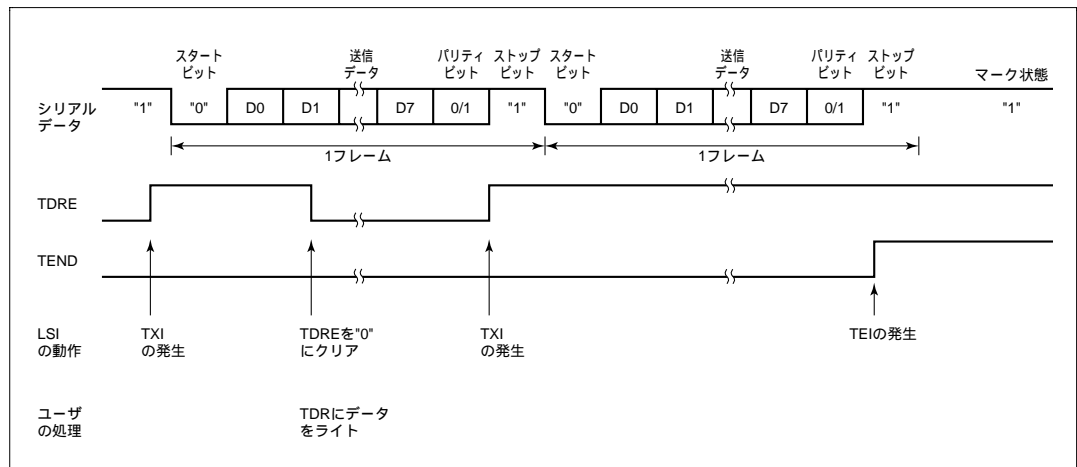 スタート
ビット
送信
データ
パリティ
ビット
ストップ
ビット
スタート
ビット
送信
データ
パリティ
ビット
ストップ
ビット
マーク状態
シリアル
データ
"1" "0" D0 D1 D7 0/1 "1" "0" D0 D1 D7 0/1 "1" "1"
1フレーム 1フレーム
TDRE
TEND
LSI
の動作
TXI
の発生
TDREを"0"
にクリア
TXI
の発生
TEIの発生
ユーザ
の処理
TDRにデータ
をライト